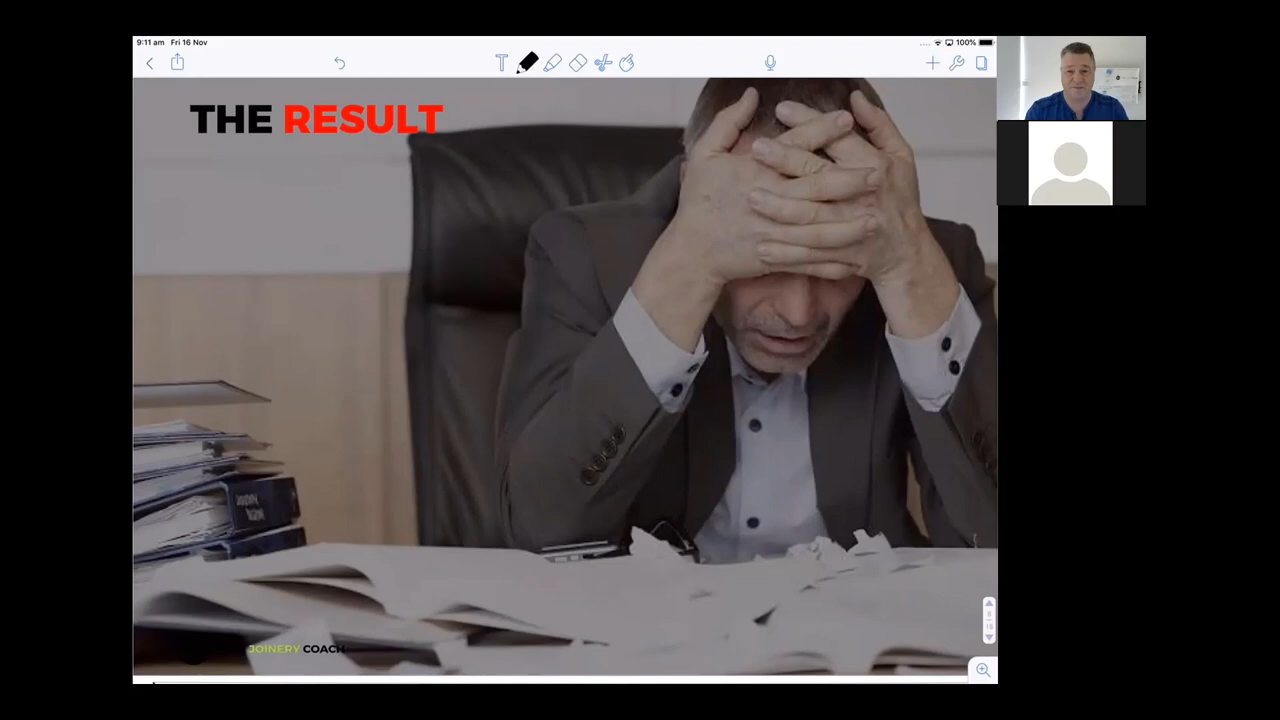 9:11 am Fri 16 Nov
100%
T
THE RESULT
JOINERY COACH